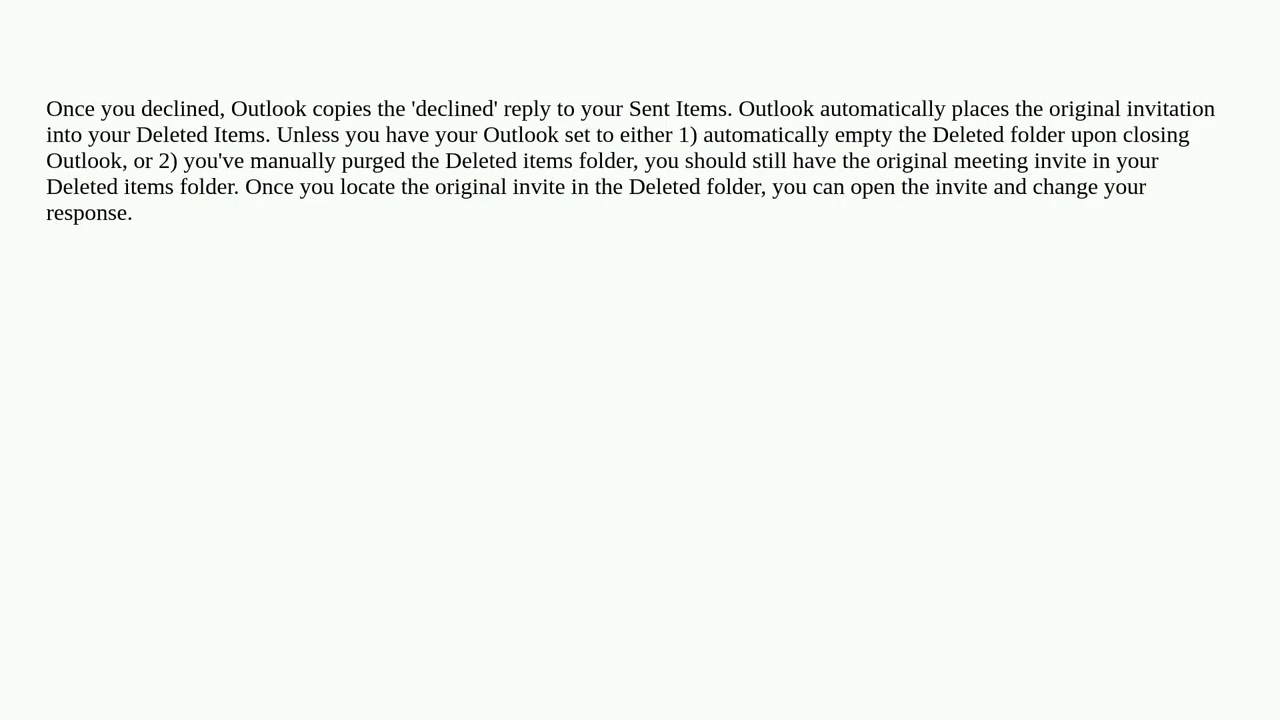 Once you declined, Outlook copies the 'declined' reply to your Sent Items. Outlook automatically places the original invitation
into your Deleted Items. Unless you have your Outlook set to either 1) automatically empty the Deleted folder upon closing
Outlook, or 2) you've manually purged the Deleted items folder, you should still have the original meeting invite in your
Deleted items folder. Once you locate the original invite in the Deleted folder, you can open the invite and change your
response.